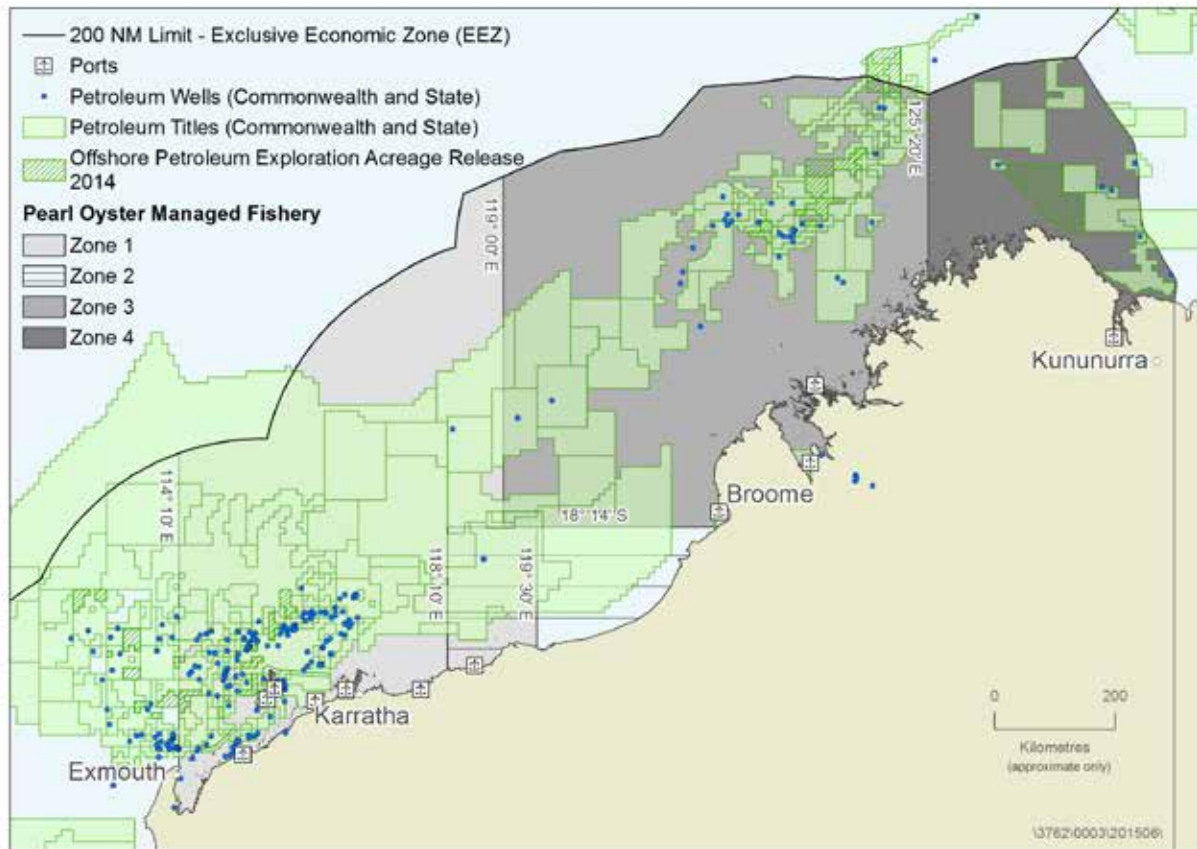 200 NM Limit - Exclusive Economic Zone (EEZ)
Ports
Petroleum Wells (Commonwealth and State)
Petroleum Titles (Commonwealth and State)
Offshore Petroleum Exploration Acreage Release
2014
Pearl Oyster Managed Fishery
Zone 1
Zone 2
Zone 3
Zone 4
125° 20' E
119° 00' E
Kununurra
Broome
18° 14' S
114° 10' E
118° 10' E
119° 30' E
Karratha
Exmouth
0 200
Kilometres
(approximate only)
\3762\0003\201506\